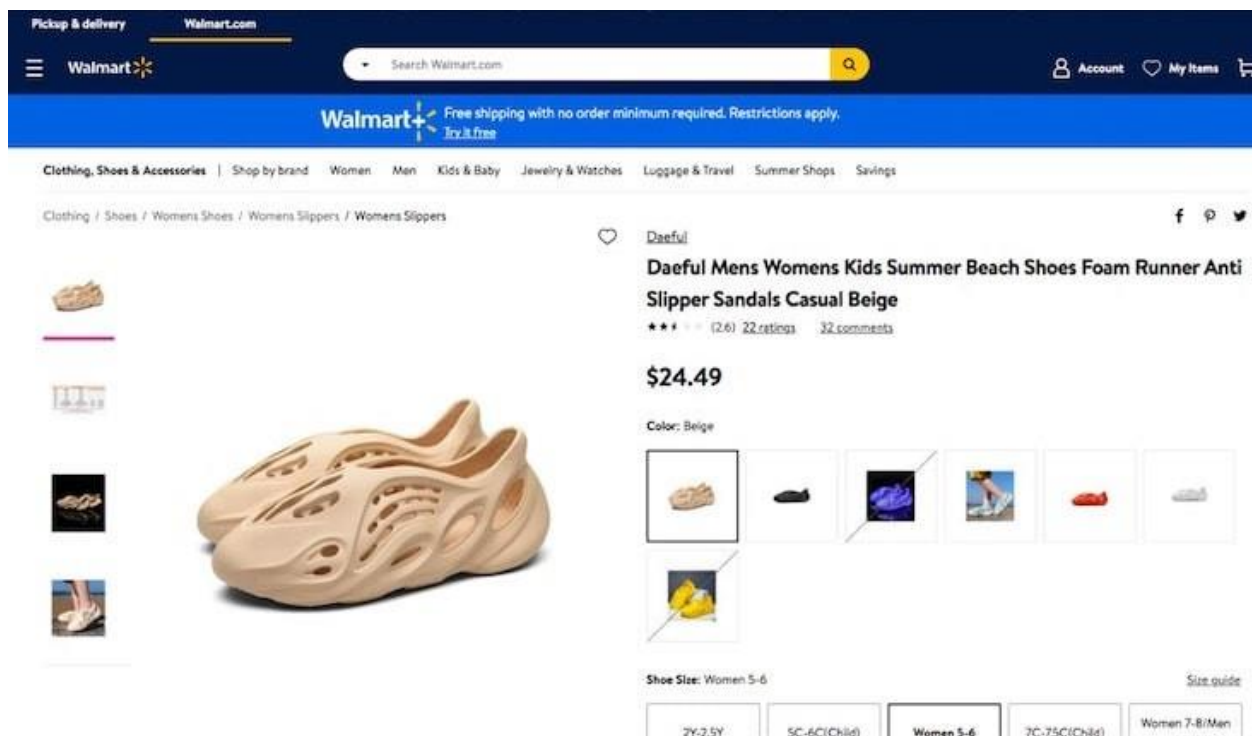 Pickup & delivery Walmart.com
Walmart Search Walmart.com Account My Items
Walmart+ Free shipping with no order minimum required. Restrictions apply.
Try it free
Clothing, Shoes & Accessories | Shop by brand Women Men Kids & Baby Jewelry & Watches Luggage & Travel Summer Shops Savings
Clothing / Shoes / Womens Shoes / Womens Slippers / Womens Slippers
Daeful
Daeful Mens Womens Kids Summer Beach Shoes Foam Runner Anti
Slipper Sandals Casual Beige
(2.6) 22 ratings 32 comments
$24.49
Color: Beige
Shoe Size: Women 5-6 Size guide
2Y-2.5Y 5C-6C(Child) Women 5-6 7C-7.5C(Child) Women 7-8/Men